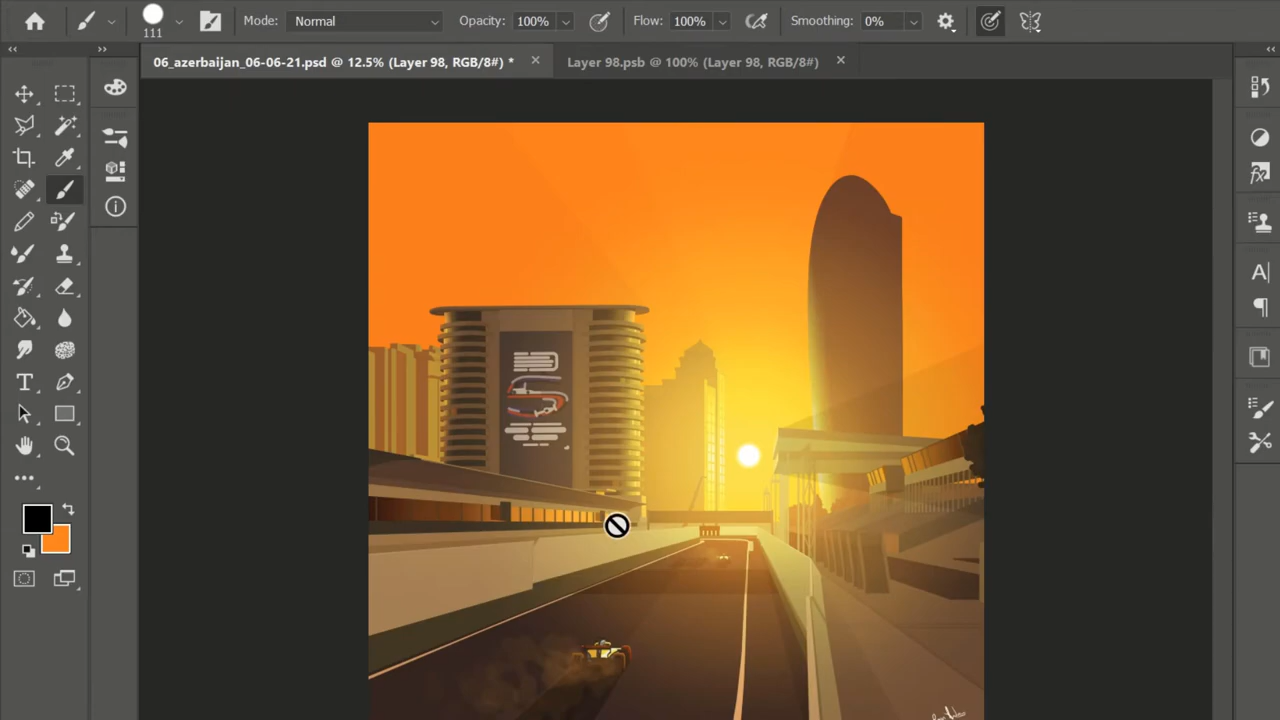 111
Mode: Normal
Opacity: 100%
Flow: 100%
Smoothing: 0%
06_azerbaijan_06-06-21.psd @ 12.5% (Layer 98, RGB/8#) *
Layer 98.psb @ 100% (Layer 98, RGB/8#)